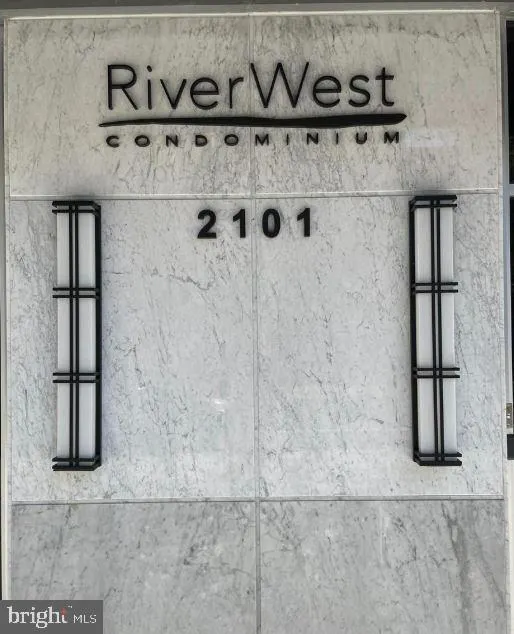 RiverWest
CONDOMINIUM
2101
bright MLS